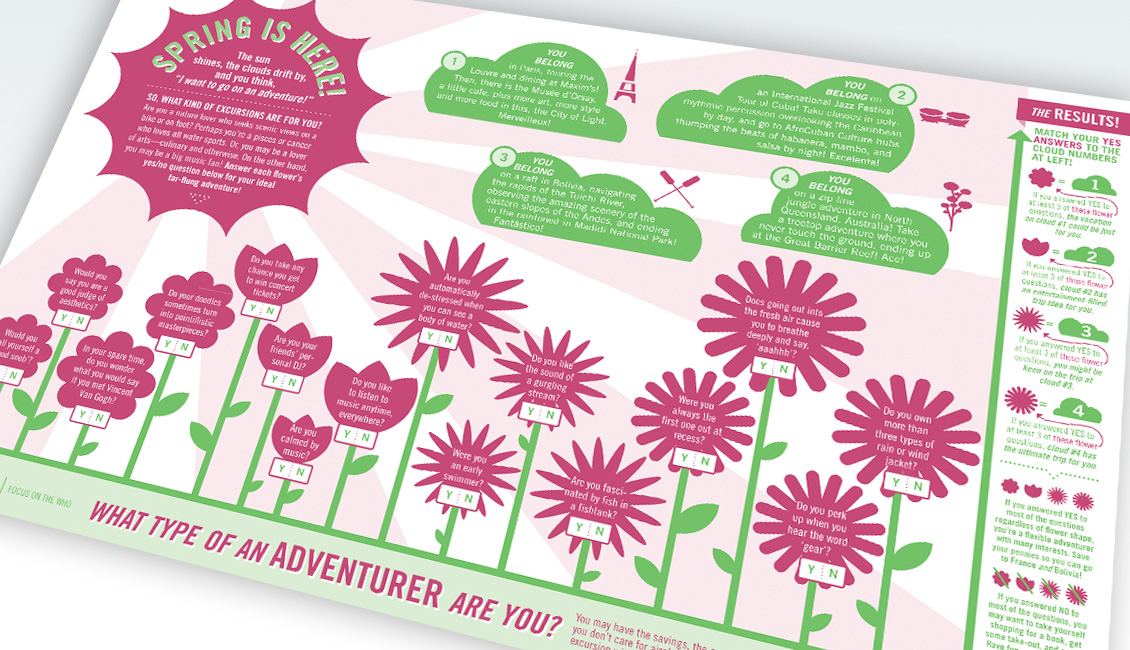 SPRING IS HERE!
The sun
shines, the clouds drift by,
and you think,
"I want to go on an adventure!"
SO, WHAT KIND OF EXCURSIONS ARE FOR YOU?
Are you a nature lover who seeks scenic views on a
bike or on foot? Perhaps you're a pisces or cancer
who loves all water sports. Or, you may be a lover
of arts—culinary and otherwise. On the other hand,
you may be a big music fan! Answer each flower's
yes/no question below for your ideal
far-flung adventure!
1
YOU
BELONG
in Paris, touring the
Louvre and dining at Maxim's!
Then, there is the Musée d'Orsay,
a little cafe, plus more art, more style
and more food in this, the City of Light.
Merveilleux!
2
YOU
BELONG on
an International Jazz Festival
Tour of Cuba! Take classes in poly-
rhythmic percussion overlooking the Caribbean
by day, and go to AfroCuban Culture hubs
thumping the beats of habanera, mambo, and
salsa by night! Excelente!
3
YOU
BELONG
on a raft in Bolivia, navigating
the rapids of the Tuichi River,
observing the amazing scenery of the
eastern slopes of the Andes, and ending
in the rainforest in Madidi National Park!
Fantástico!
4
YOU
BELONG
on a zip line
jungle adventure in North
Queensland, Australia! Take
a treetop adventure where you
never touch the ground, ending up
at the Great Barrier Reef! Ace!
Would you
say you are a
good judge of
aesthetics?
Y N
Would you
yourself a
snob'?
In your spare time,
do you wonder
what you would say
if you met Vincent
Van Gogh?
Y N
Do your doodles
sometimes turn
into pointillistic
masterpieces?
Y N
Do you take any
chance you get
to win concert
tickets?
Y N
Are you your
friends' per-
sonal DJ?
Y N
Are you
calmed by
music?
Y N
Do you like
to listen to
music anytime,
everywhere?
Y N
Are you
automatically
de-stressed when
you can see a
body of water?
Y N
Do you like
the sound of
a gurgling
stream?
Y N
Were you
an early
swimmer?
Y N
Are you fasci-
nated by fish in
a fishtank?
Y N
Were you
always the
first one out at
recess?
Y N
Does going out into
the fresh air cause
you to breathe
deeply and say,
'aaahhh'?
Y N
Do you own
more than
three types of
rain or wind
jacket?
Y N
Do you perk
up when you
hear the word
'gear'?
Y N
THE RESULTS!
MATCH YOUR YES
ANSWERS TO THE
CLOUD NUMBERS
AT LEFT!
= 1
If you answered YES to
at least 3 of these flower
questions, the vacation
on cloud #1 could be just
for you.
= 2
If you answered YES to
at least 3 of these flower
questions, cloud #2 has
an entertainment-filled
trip idea for you.
= 3
If you answered YES to
at least 3 of these flower
questions, you might be
keen on the trip at
cloud #3.
= 4
If you answered YES to
at least 3 of these flower
questions, cloud #4 has
the ultimate trip for you.
If you answered YES to
most of the questions
regardless of flower shape,
you're a flexible adventurer
with many interests. Save
your pennies so you can go
to France and Bolivia!
If you answered NO to
most of the questions, you
may want to take yourself
shopping for a book, get
some take-out, and
FOCUS ON THE WHO
WHAT TYPE OF AN ADVENTURER ARE YOU?
You may have the savings, the
you don't care for
excursion